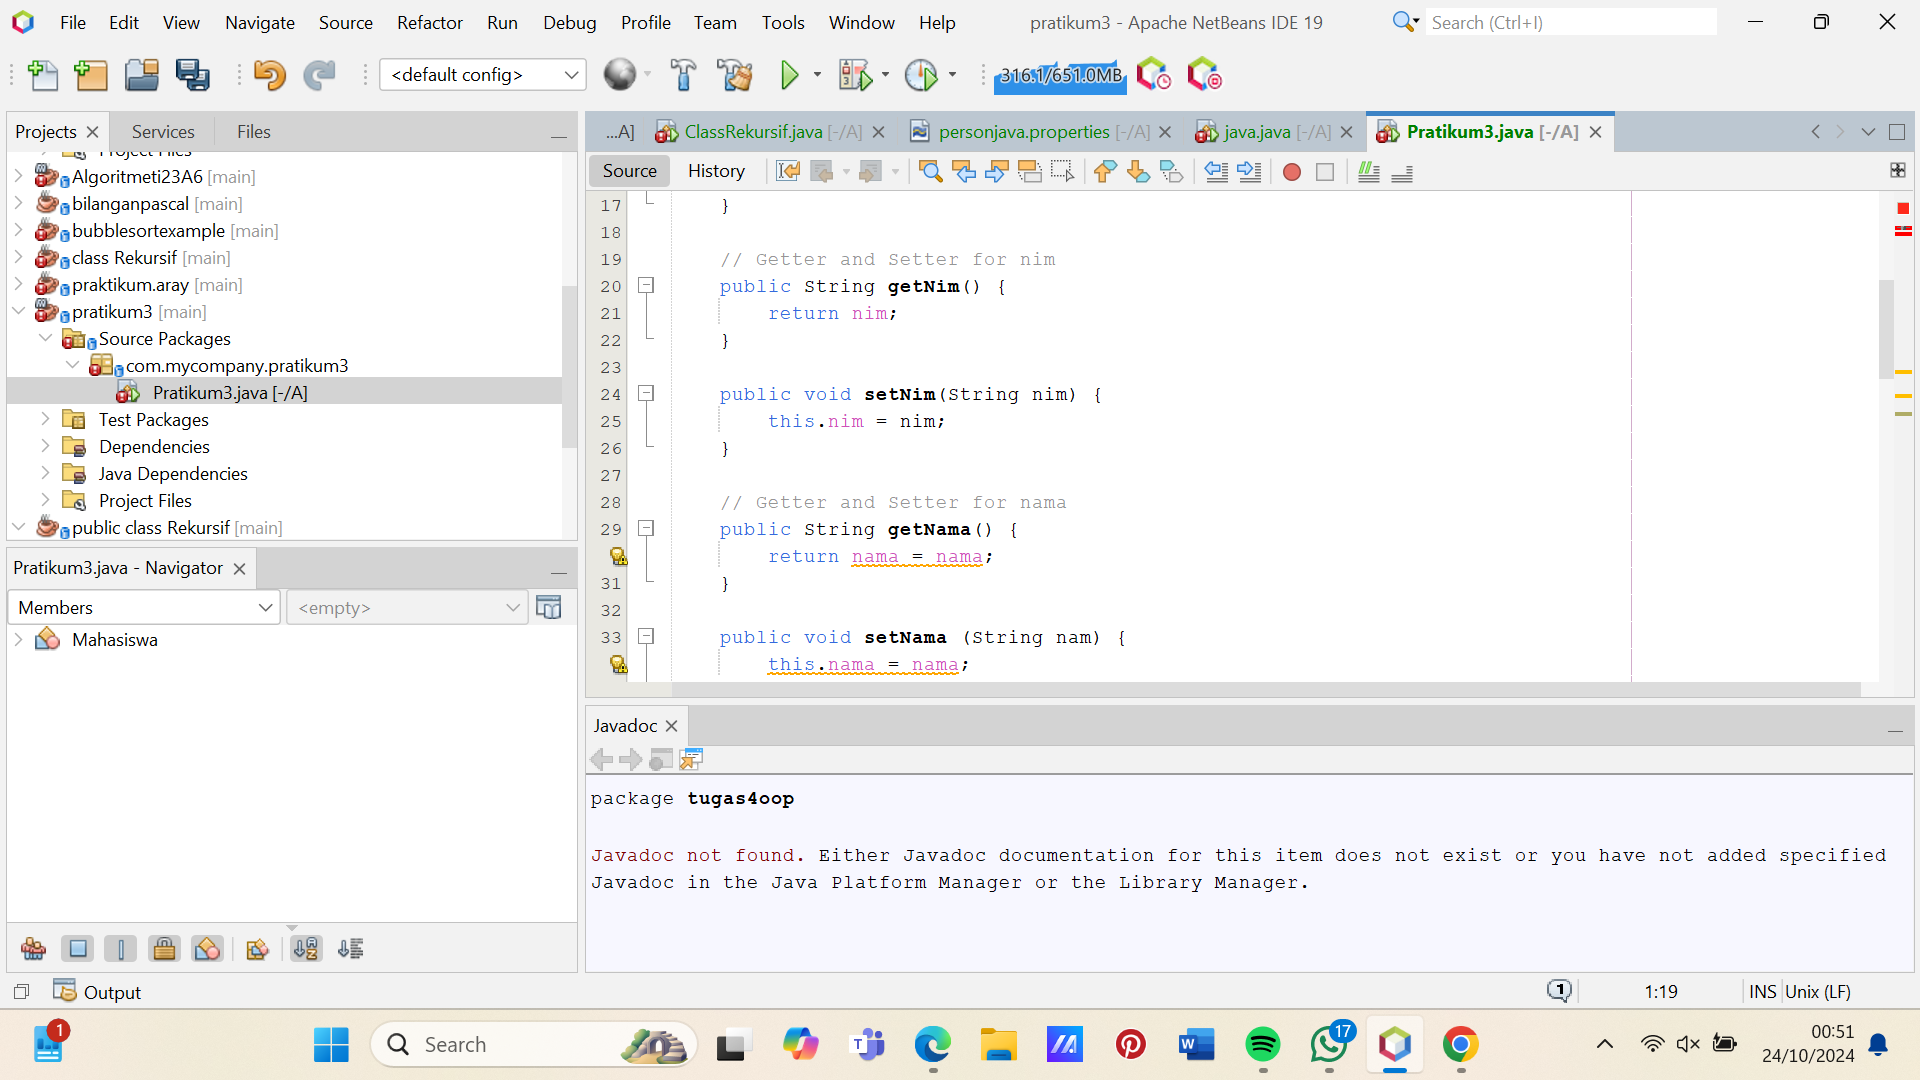 File Edit View Navigate Source Refactor Run Debug Profile Team Tools Window Help
pratikum3 - Apache NetBeans IDE 19
Search (Ctrl+I)
<default config>
316.1/651.0MB
Projects Services Files
...A] ClassRekursif.java [-/A] personjava.properties [-/A] java.java [-/A] Pratikum3.java [-/A]
Source History
Project Files
Algoritmeti23A6 [main]
bilanganpascal [main]
bubblesortexample [main]
class Rekursif [main]
praktikum.aray [main]
pratikum3 [main]
Source Packages
com.mycompany.pratikum3
Pratikum3.java [-/A]
Test Packages
Dependencies
Java Dependencies
Project Files
public class Rekursif [main]
17 }
18
19 // Getter and Setter for nim
20 public String getNim() {
21 return nim;
22 }
23
24 public void setNim(String nim) {
25 this.nim = nim;
26 }
27
28 // Getter and Setter for nama
29 public String getNama() {
return nama = nama;
31 }
32
33 public void setNama (String nam) {
this.nama = nama;
Pratikum3.java - Navigator
Members <empty>
Mahasiswa
Javadoc
package tugas4oop
Javadoc not found. Either Javadoc documentation for this item does not exist or you have not added specified
Javadoc in the Java Platform Manager or the Library Manager.
Output
1 1:19 INS Unix (LF)
1
Search
17
00:51
24/10/2024